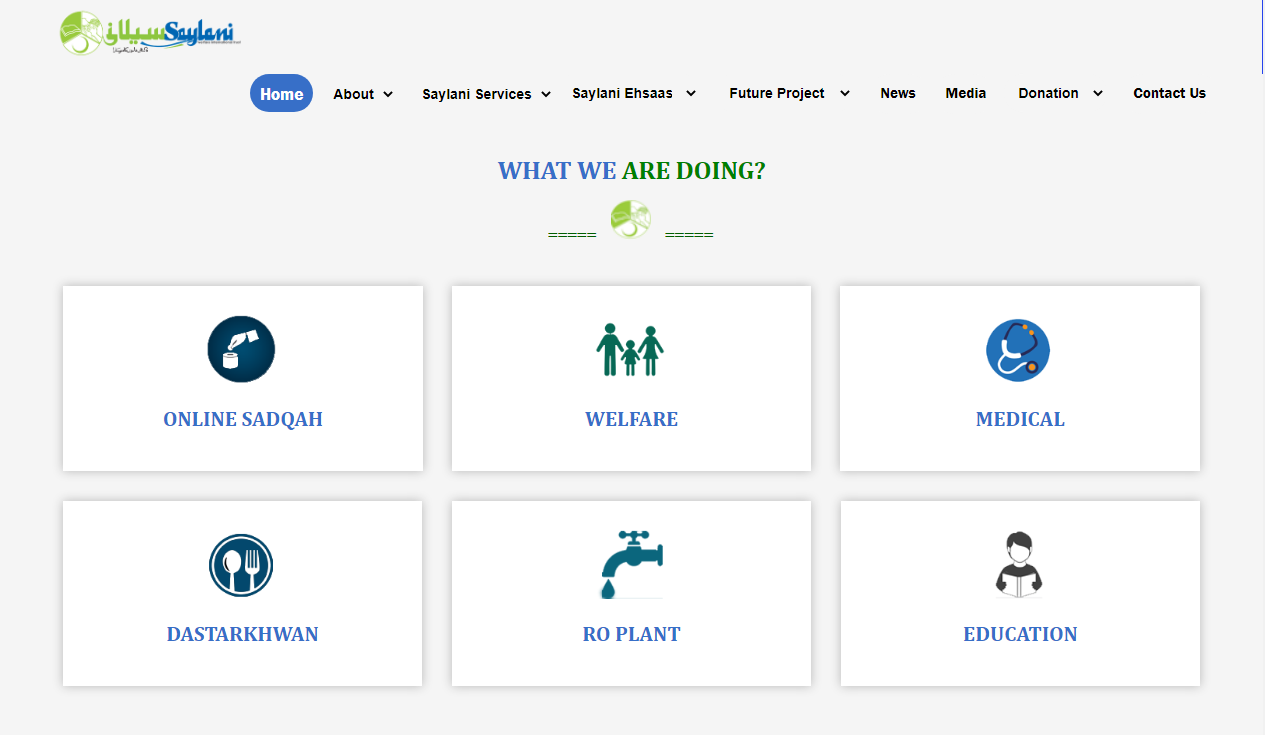 سیلانی Saylani
Home About Saylani Services Saylani Ehsaas Future Project News Media Donation Contact Us
WHAT WE ARE DOING?
===== =====
ONLINE SADQAH WELFARE MEDICAL
DASTARKHWAN RO PLANT EDUCATION